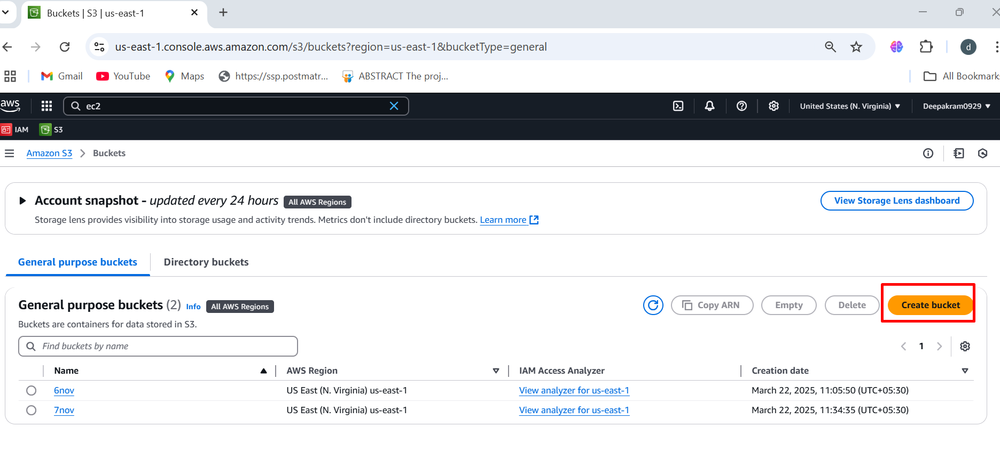 Buckets | S3 | us-east-1
us-east-1.console.aws.amazon.com/s3/buckets?region=us-east-1&bucketType=general
d
Gmail YouTube Maps https://ssp.postmatr... ABSTRACT The proj... All Bookmark
aws ec2 United States (N. Virginia) Deepakram0929
IAM S3
Amazon S3 Buckets
Account snapshot - updated every 24 hours All AWS Regions View Storage Lens dashboard
Storage lens provides visibility into storage usage and activity trends. Metrics don't include directory buckets. Learn more
General purpose buckets Directory buckets
General purpose buckets (2) Info All AWS Regions Copy ARN Empty Delete Create bucket
Buckets are containers for data stored in S3.
Find buckets by name 1
Name AWS Region IAM Access Analyzer Creation date
6nov US East (N. Virginia) us-east-1 View analyzer for us-east-1 March 22, 2025, 11:05:50 (UTC+05:30)
7nov US East (N. Virginia) us-east-1 View analyzer for us-east-1 March 22, 2025, 11:34:35 (UTC+05:30)